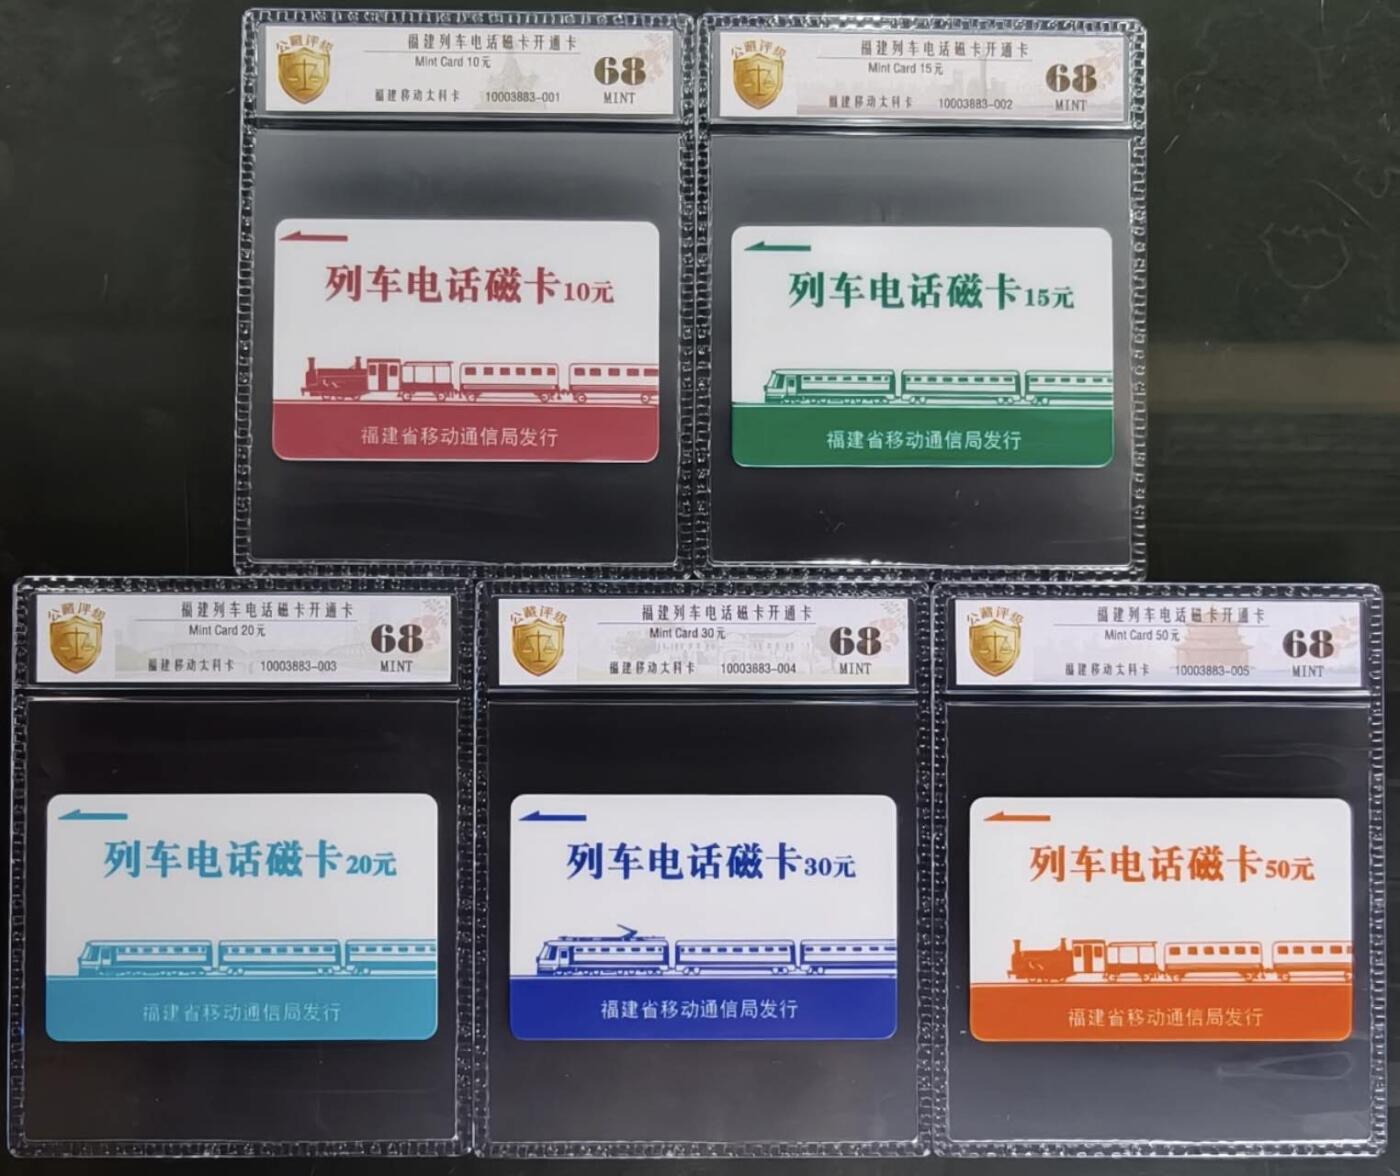 公藏评级
福建列车电话磁卡开通卡
Mint Card 10元
68
福建移动太科卡 10003883-001
MINT
列车电话磁卡10元
福建省移动通信局发行
公藏评级
福建列车电话磁卡开通卡
Mint Card 15元
68
福建移动太科卡 10003883-002
MINT
列车电话磁卡15元
福建省移动通信局发行
公藏评级
福建列车电话磁卡开通卡
Mint Card 20元
68
福建移动太科卡 10003883-003
MINT
列车电话磁卡20元
福建省移动通信局发行
公藏评级
福建列车电话磁卡开通卡
Mint Card 30元
68
福建移动太科卡 10003883-004
MINT
列车电话磁卡30元
福建省移动通信局发行
公藏评级
福建列车电话磁卡开通卡
Mint Card 50元
68
福建移动太科卡 10003883-005
MINT
列车电话磁卡50元
福建省移动通信局发行